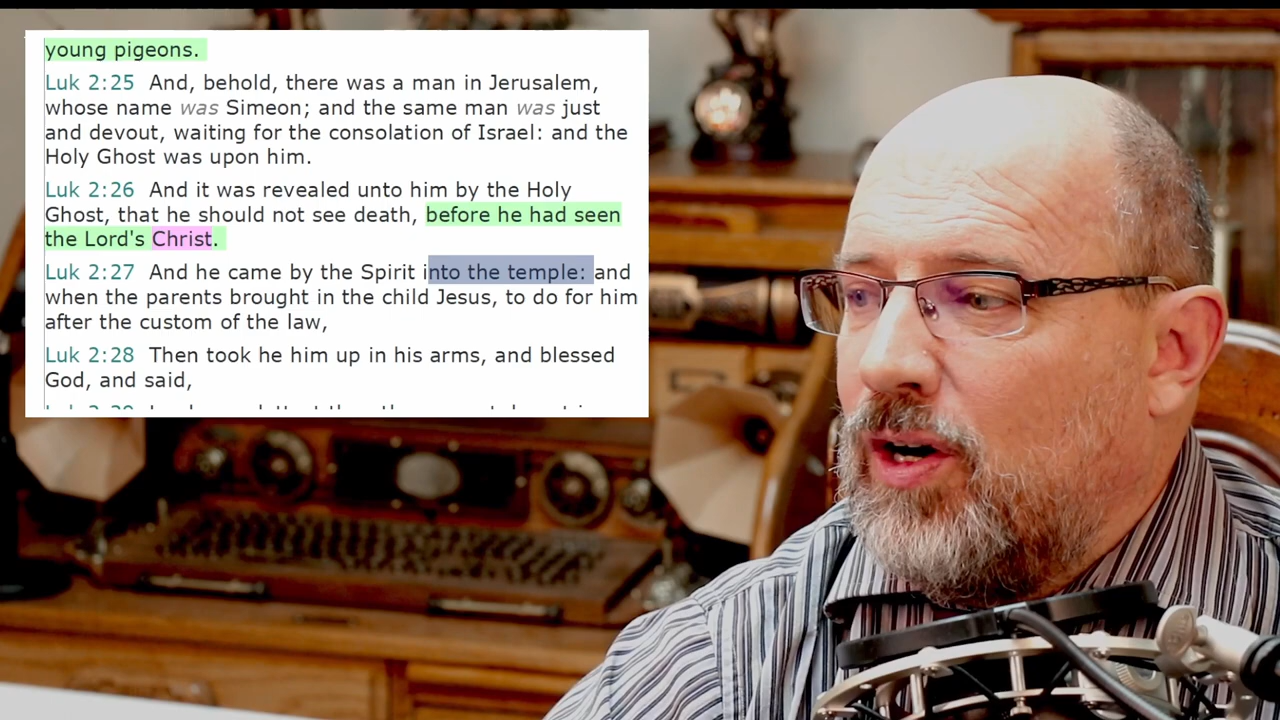 young pigeons.
Luk 2:25 And, behold, there was a man in Jerusalem,
whose name was Simeon; and the same man was just
and devout, waiting for the consolation of Israel: and the
Holy Ghost was upon him.
Luk 2:26 And it was revealed unto him by the Holy
Ghost, that he should not see death, before he had seen
the Lord's Christ.
Luk 2:27 And he came by the Spirit into the temple: and
when the parents brought in the child Jesus, to do for him
after the custom of the law,
Luk 2:28 Then took he him up in his arms, and blessed
God, and said,